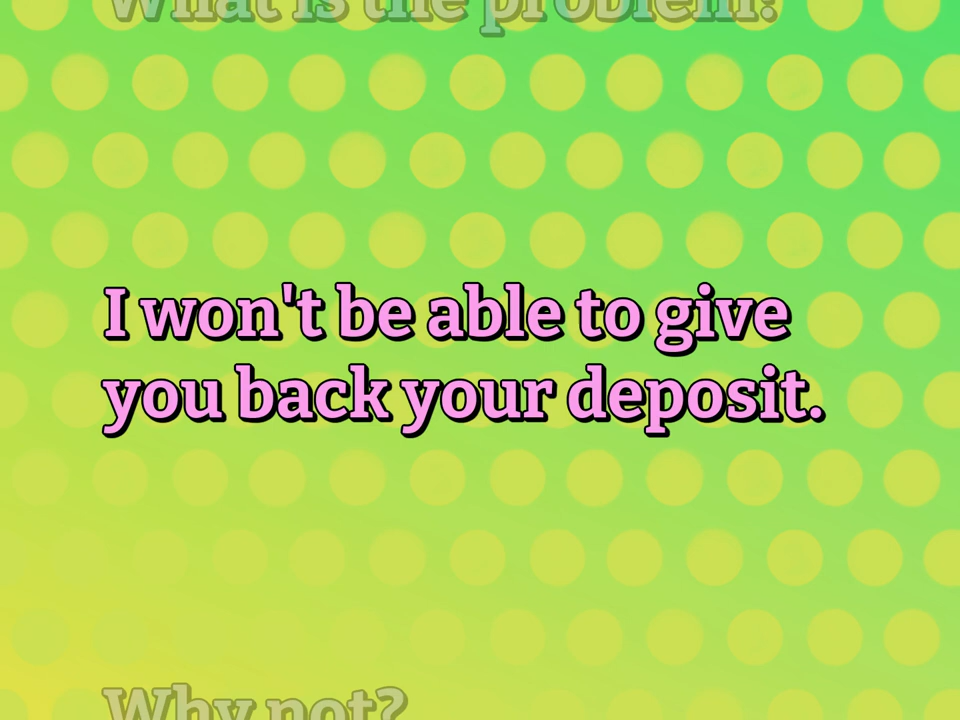 What is the problem?
I won't be able to give
you back your deposit.
Why not?